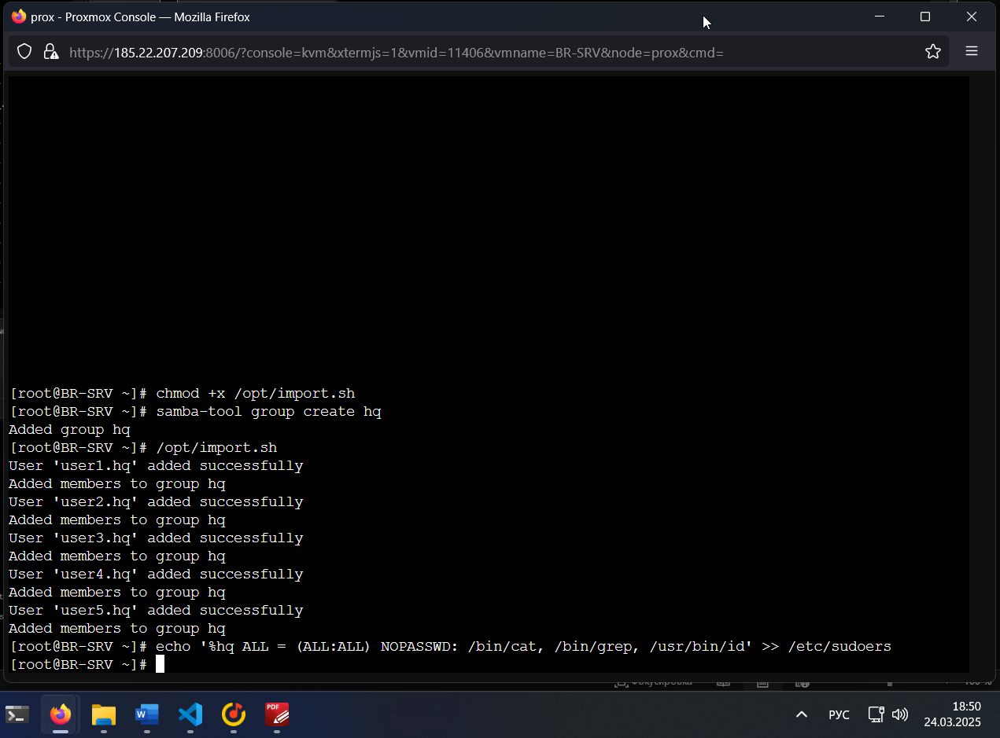 prox - Proxmox Console — Mozilla Firefox
https://185.22.207.209:8006/?console=kvm&xtermjs=1&vmid=11406&vmname=BR-SRV&node=prox&cmd=
[root@BR-SRV ~]# chmod +x /opt/import.sh
[root@BR-SRV ~]# samba-tool group create hq
Added group hq
[root@BR-SRV ~]# /opt/import.sh
User 'user1.hq' added successfully
Added members to group hq
User 'user2.hq' added successfully
Added members to group hq
User 'user3.hq' added successfully
Added members to group hq
User 'user4.hq' added successfully
Added members to group hq
User 'user5.hq' added successfully
Added members to group hq
[root@BR-SRV ~]# echo '%hq ALL = (ALL:ALL) NOPASSWD: /bin/cat, /bin/grep, /usr/bin/id' >> /etc/sudoers
[root@BR-SRV ~]#
Фокусировка
W
PDF
РУС
18:50
24.03.2025